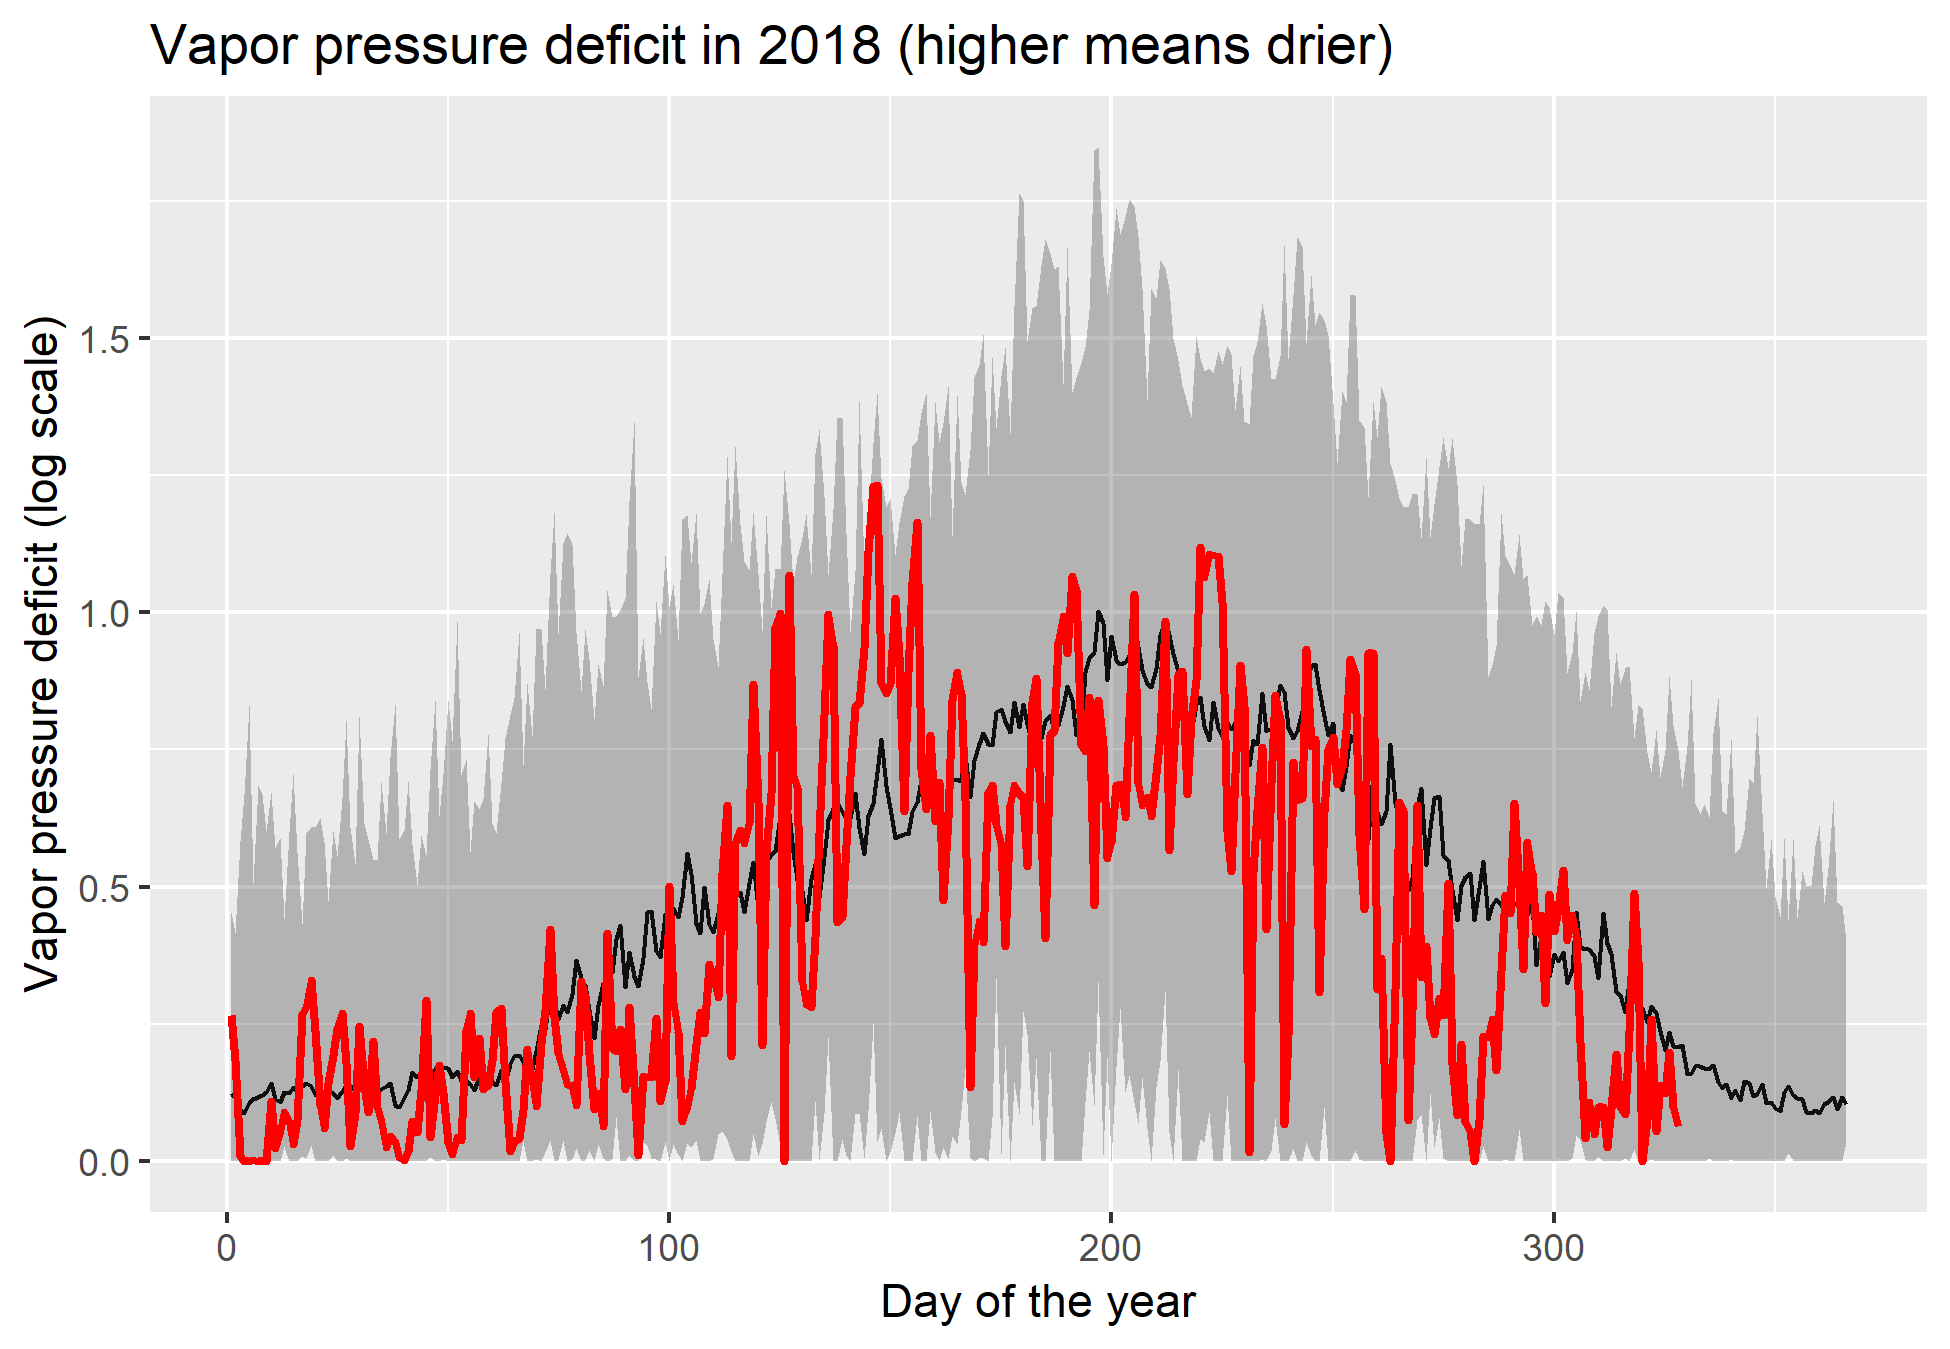 Vapor pressure deficit in 2018 (higher means drier)
Vapor pressure deficit (log scale)
1.5
1.0
0.5
0.0
0 100 200 300
Day of the year